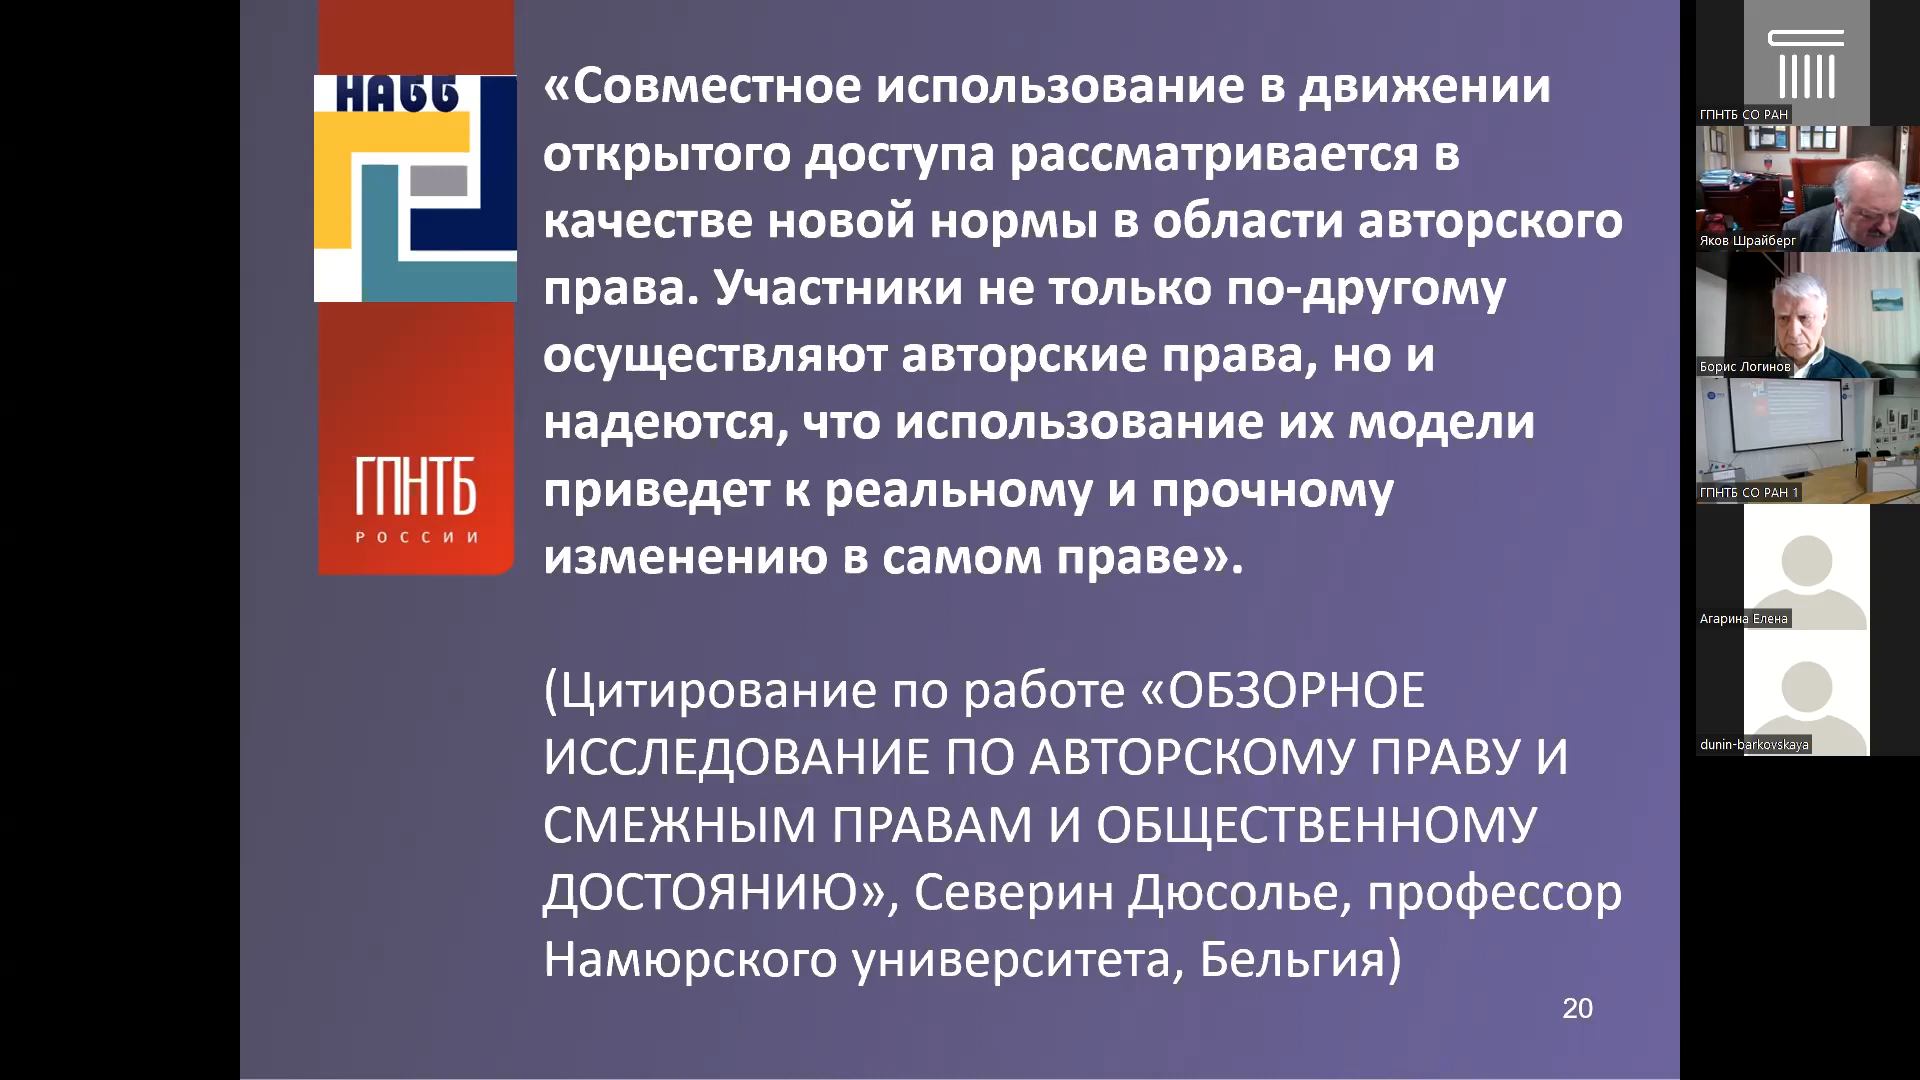 НАББ
ГПНТБ
РОССИИ
«Совместное использование в движении
открытого доступа рассматривается в
качестве новой нормы в области авторского
права. Участники не только по-другому
осуществляют авторские права, но и
надеются, что использование их модели
приведет к реальному и прочному
изменению в самом праве».
(Цитирование по работе «ОБЗОРНОЕ
ИССЛЕДОВАНИЕ ПО АВТОРСКОМУ ПРАВУ И
СМЕЖНЫМ ПРАВАМ И ОБЩЕСТВЕННОМУ
ДОСТОЯНИЮ», Северин Дюсолье, профессор
Намюрского университета, Бельгия)
20
ГПНТБ СО РАН
Яков Шрайберг
Борис Логинов
ГПНТБ СО РАН 1
Агарина Елена
dunin-barkovskaya